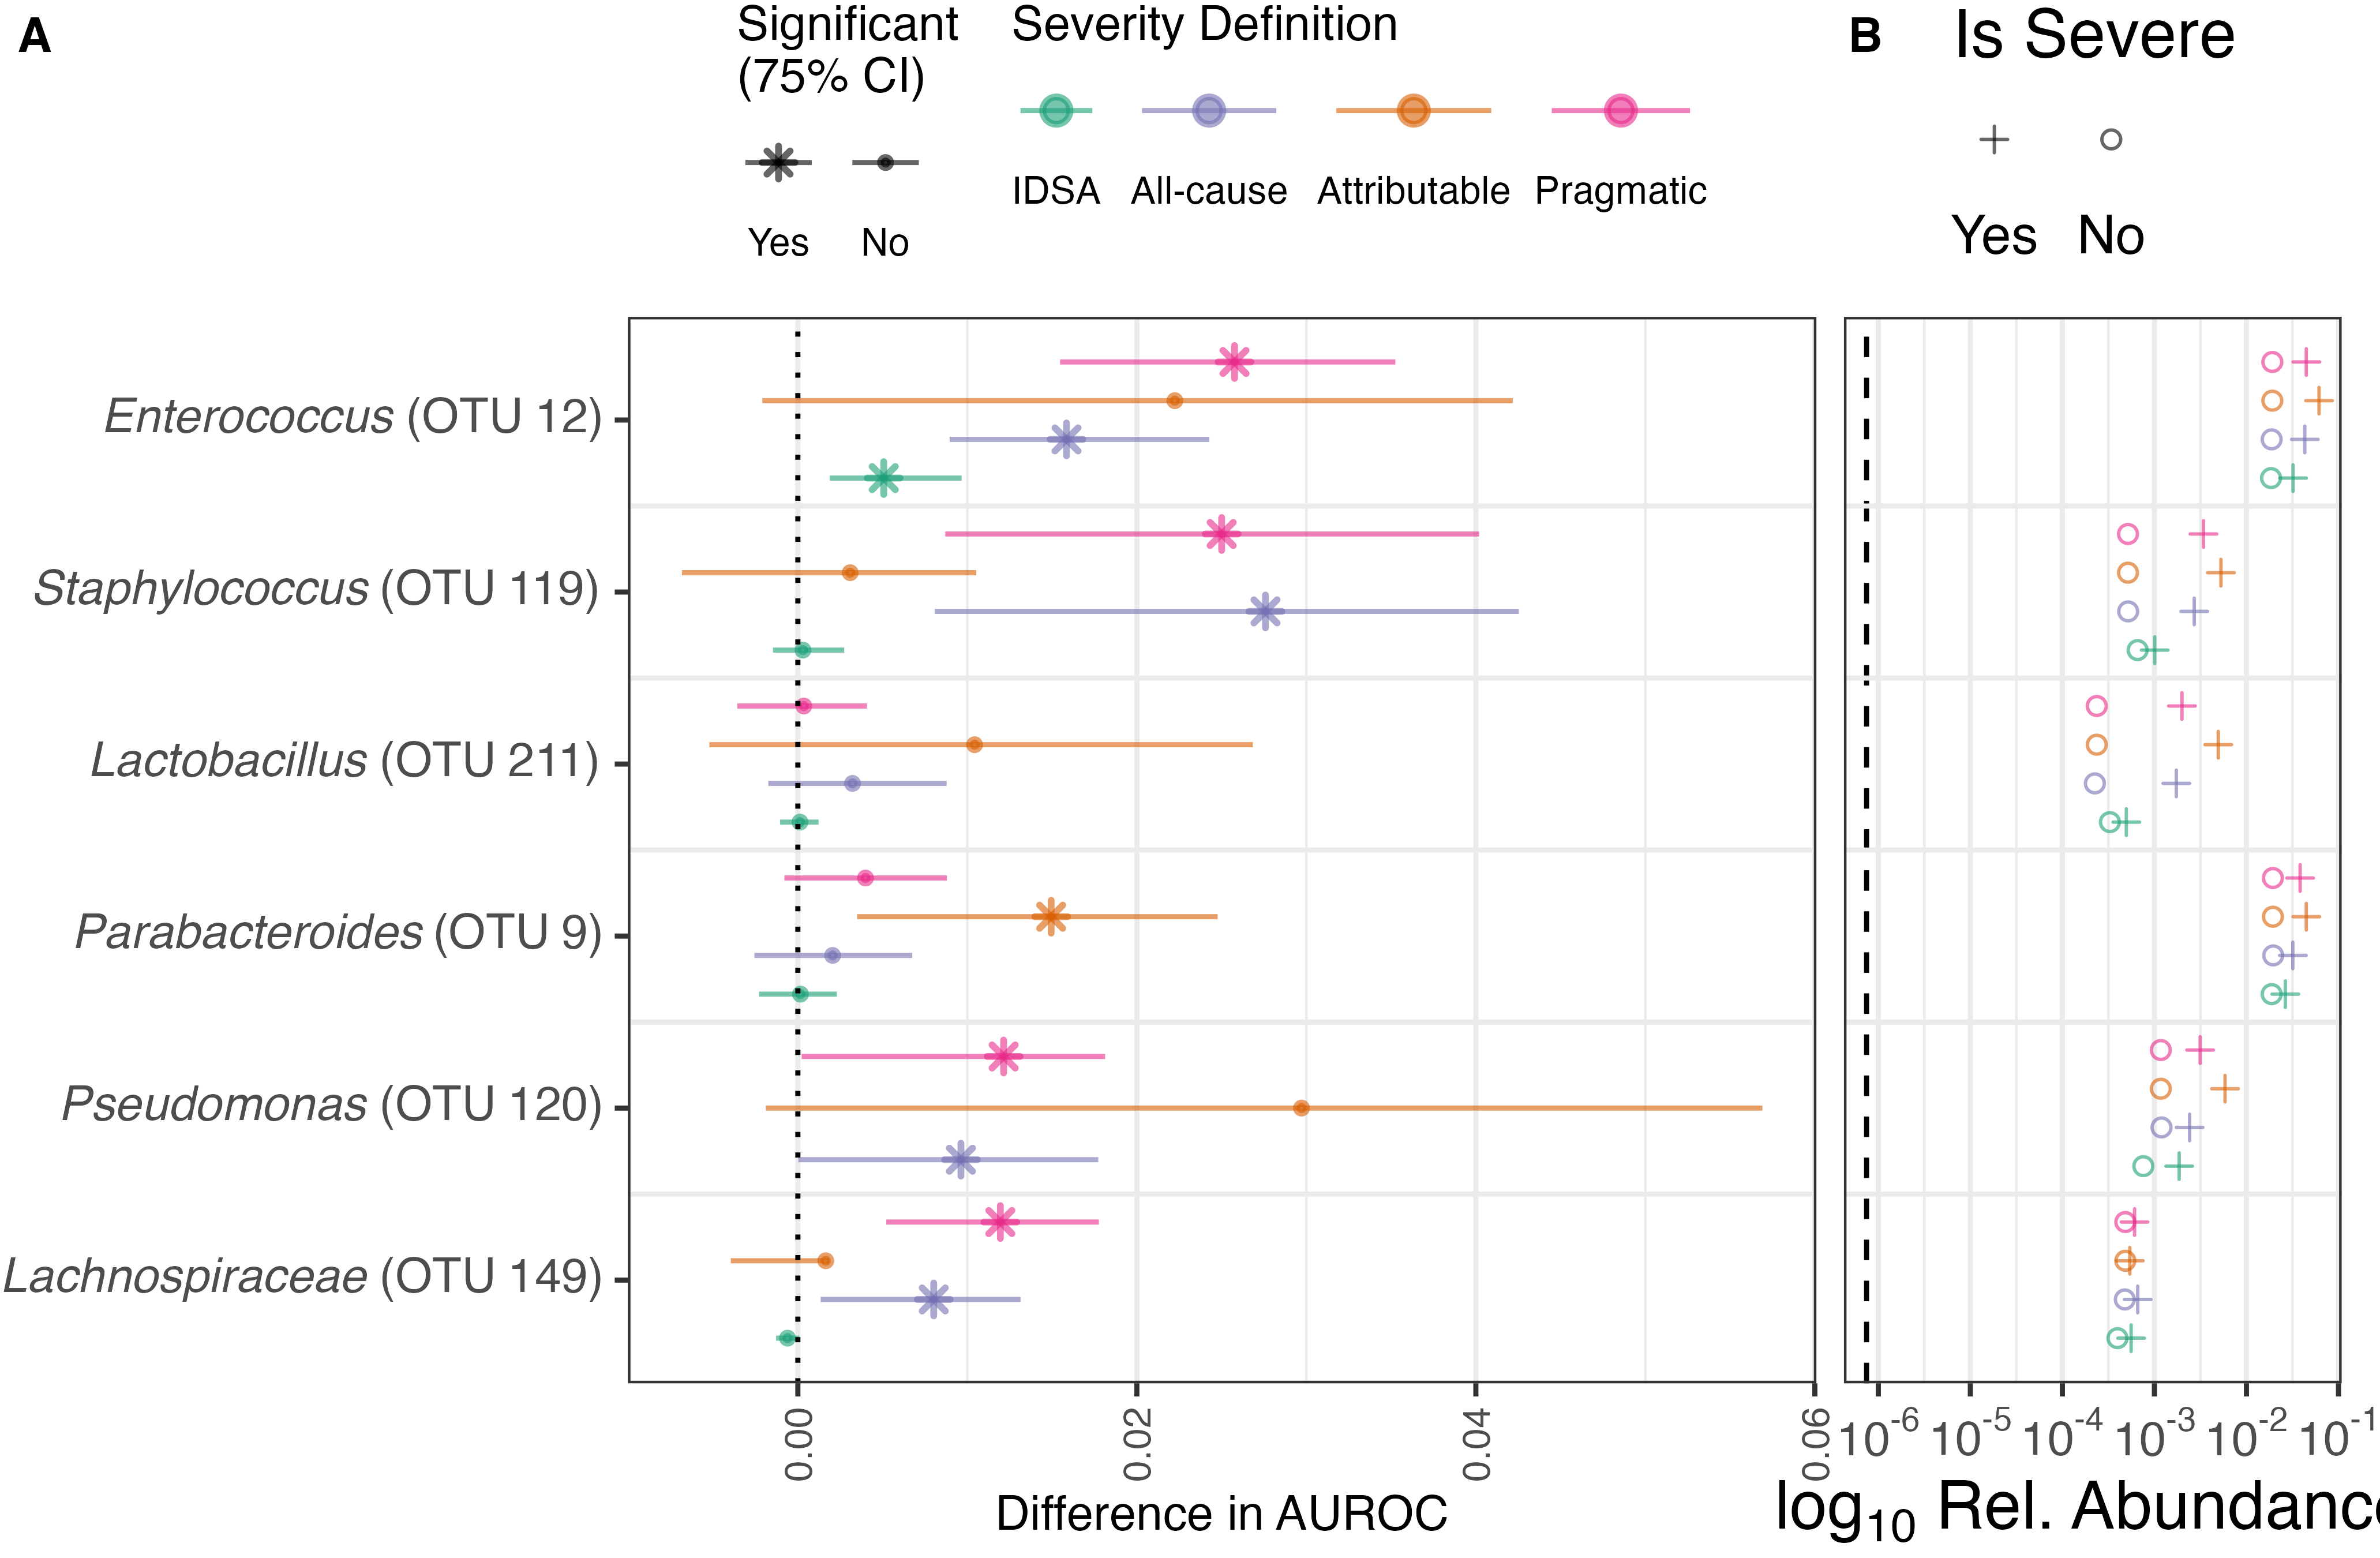 A
Significant
(75% CI)
Yes No
Severity Definition
IDSA All-cause Attributable Pragmatic
B
Is Severe
Yes No
Enterococcus (OTU 12)
Staphylococcus (OTU 119)
Lactobacillus (OTU 211)
Parabacteroides (OTU 9)
Pseudomonas (OTU 120)
Lachnospiraceae (OTU 149)
0.00 0.02 0.04 0.06
Difference in AUROC
10-6 10-5 10-4 10-3 10-2 10-1
log10 Rel. Abundance